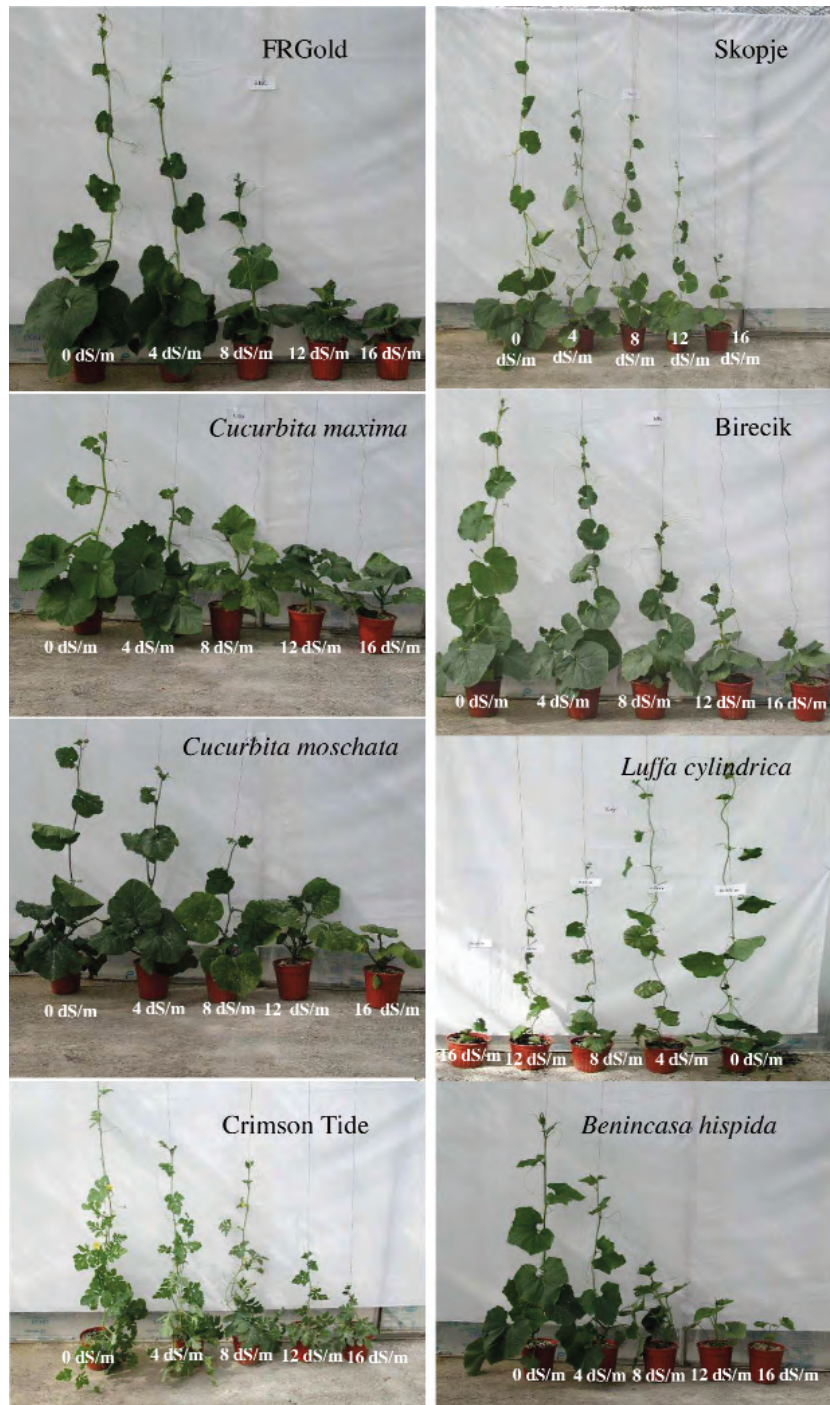 FRGold
0 dS/m 4 dS/m 8 dS/m 12 dS/m 16 dS/m
Skopje
0 4 8 12 16
dS/m dS/m dS/m dS/m dS/m
Cucurbita maxima
0 dS/m 4 dS/m 8 dS/m 12 dS/m 16 dS/m
Birecik
0 dS/m 4 dS/m 8 dS/m 12 dS/m 16 dS/m
Cucurbita moschata
0 dS/m 4 dS/m 8 dS/m 12 dS/m 16 dS/m
Luffa cylindrica
16 dS/m 12 dS/m 8 dS/m 4 dS/m 0 dS/m
Crimson Tide
0 dS/m 4 dS/m 8 dS/m 12 dS/m 16 dS/m
Benincasa hispida
0 dS/m 4 dS/m 8 dS/m 12 dS/m 16 dS/m